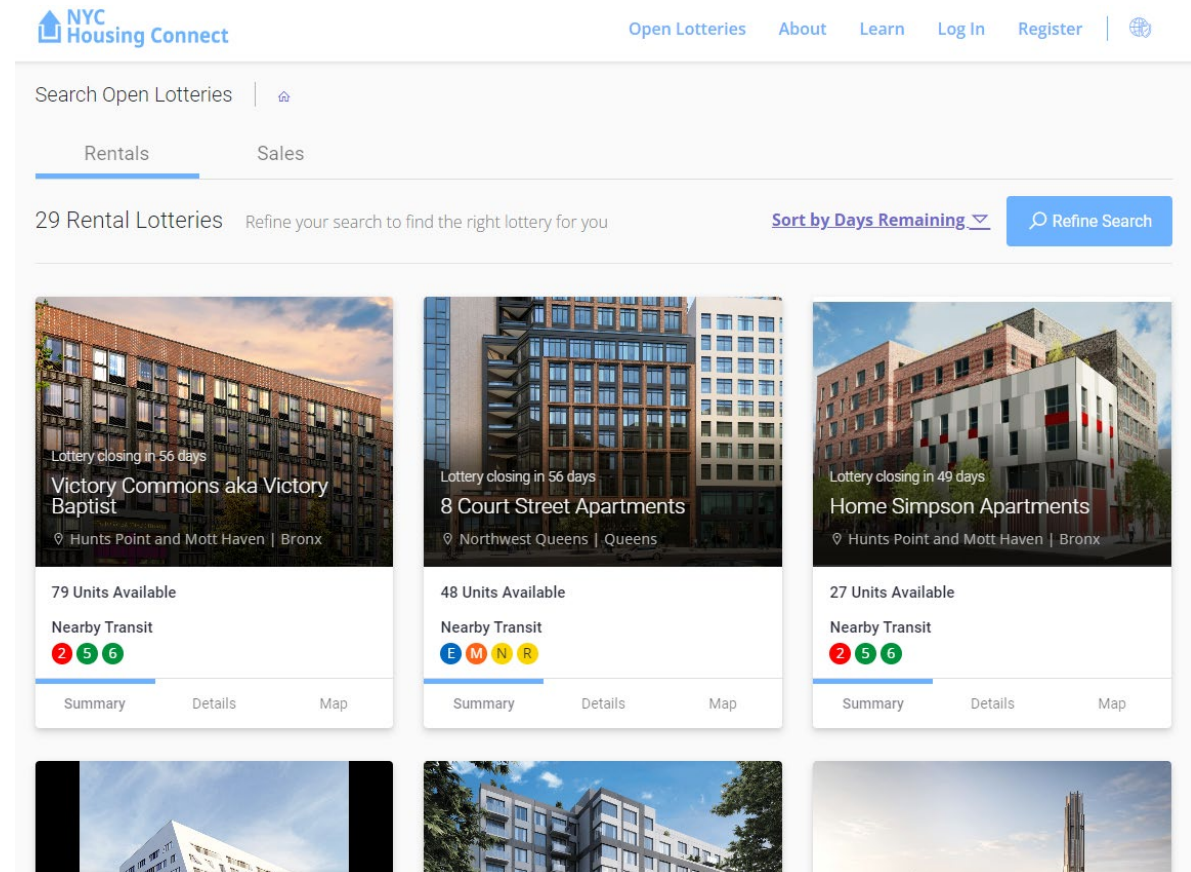 NYC
Housing Connect
Open Lotteries About Learn Log In Register
Search Open Lotteries
Rentals Sales
29 Rental Lotteries Refine your search to find the right lottery for you Sort by Days Remaining Refine Search
Lottery closing in 56 days
Victory Commons aka Victory
Baptist
Hunts Point and Mott Haven | Bronx
79 Units Available
Nearby Transit
2 5 6
Summary Details Map
Lottery closing in 56 days
8 Court Street Apartments
Northwest Queens | Queens
48 Units Available
Nearby Transit
E M N R
Summary Details Map
Lottery closing in 49 days
Home Simpson Apartments
Hunts Point and Mott Haven | Bronx
27 Units Available
Nearby Transit
2 5 6
Summary Details Map